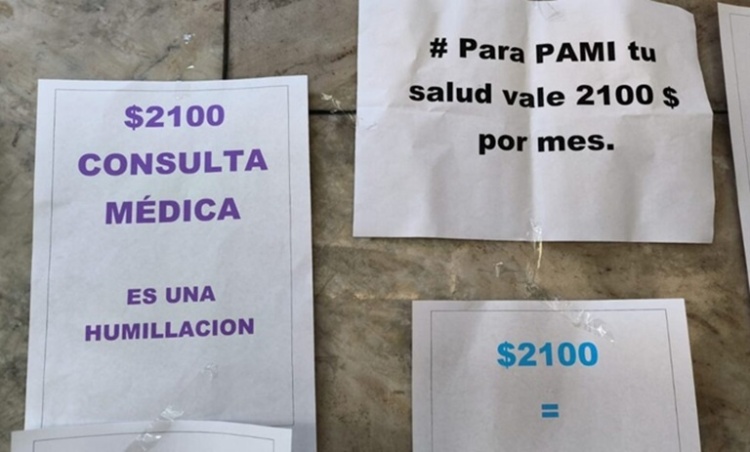 $2100
CONSULTA
MÉDICA
ES UNA
HUMILLACION
# Para PAMI tu
salud vale 2100 $
por mes.
$2100
=